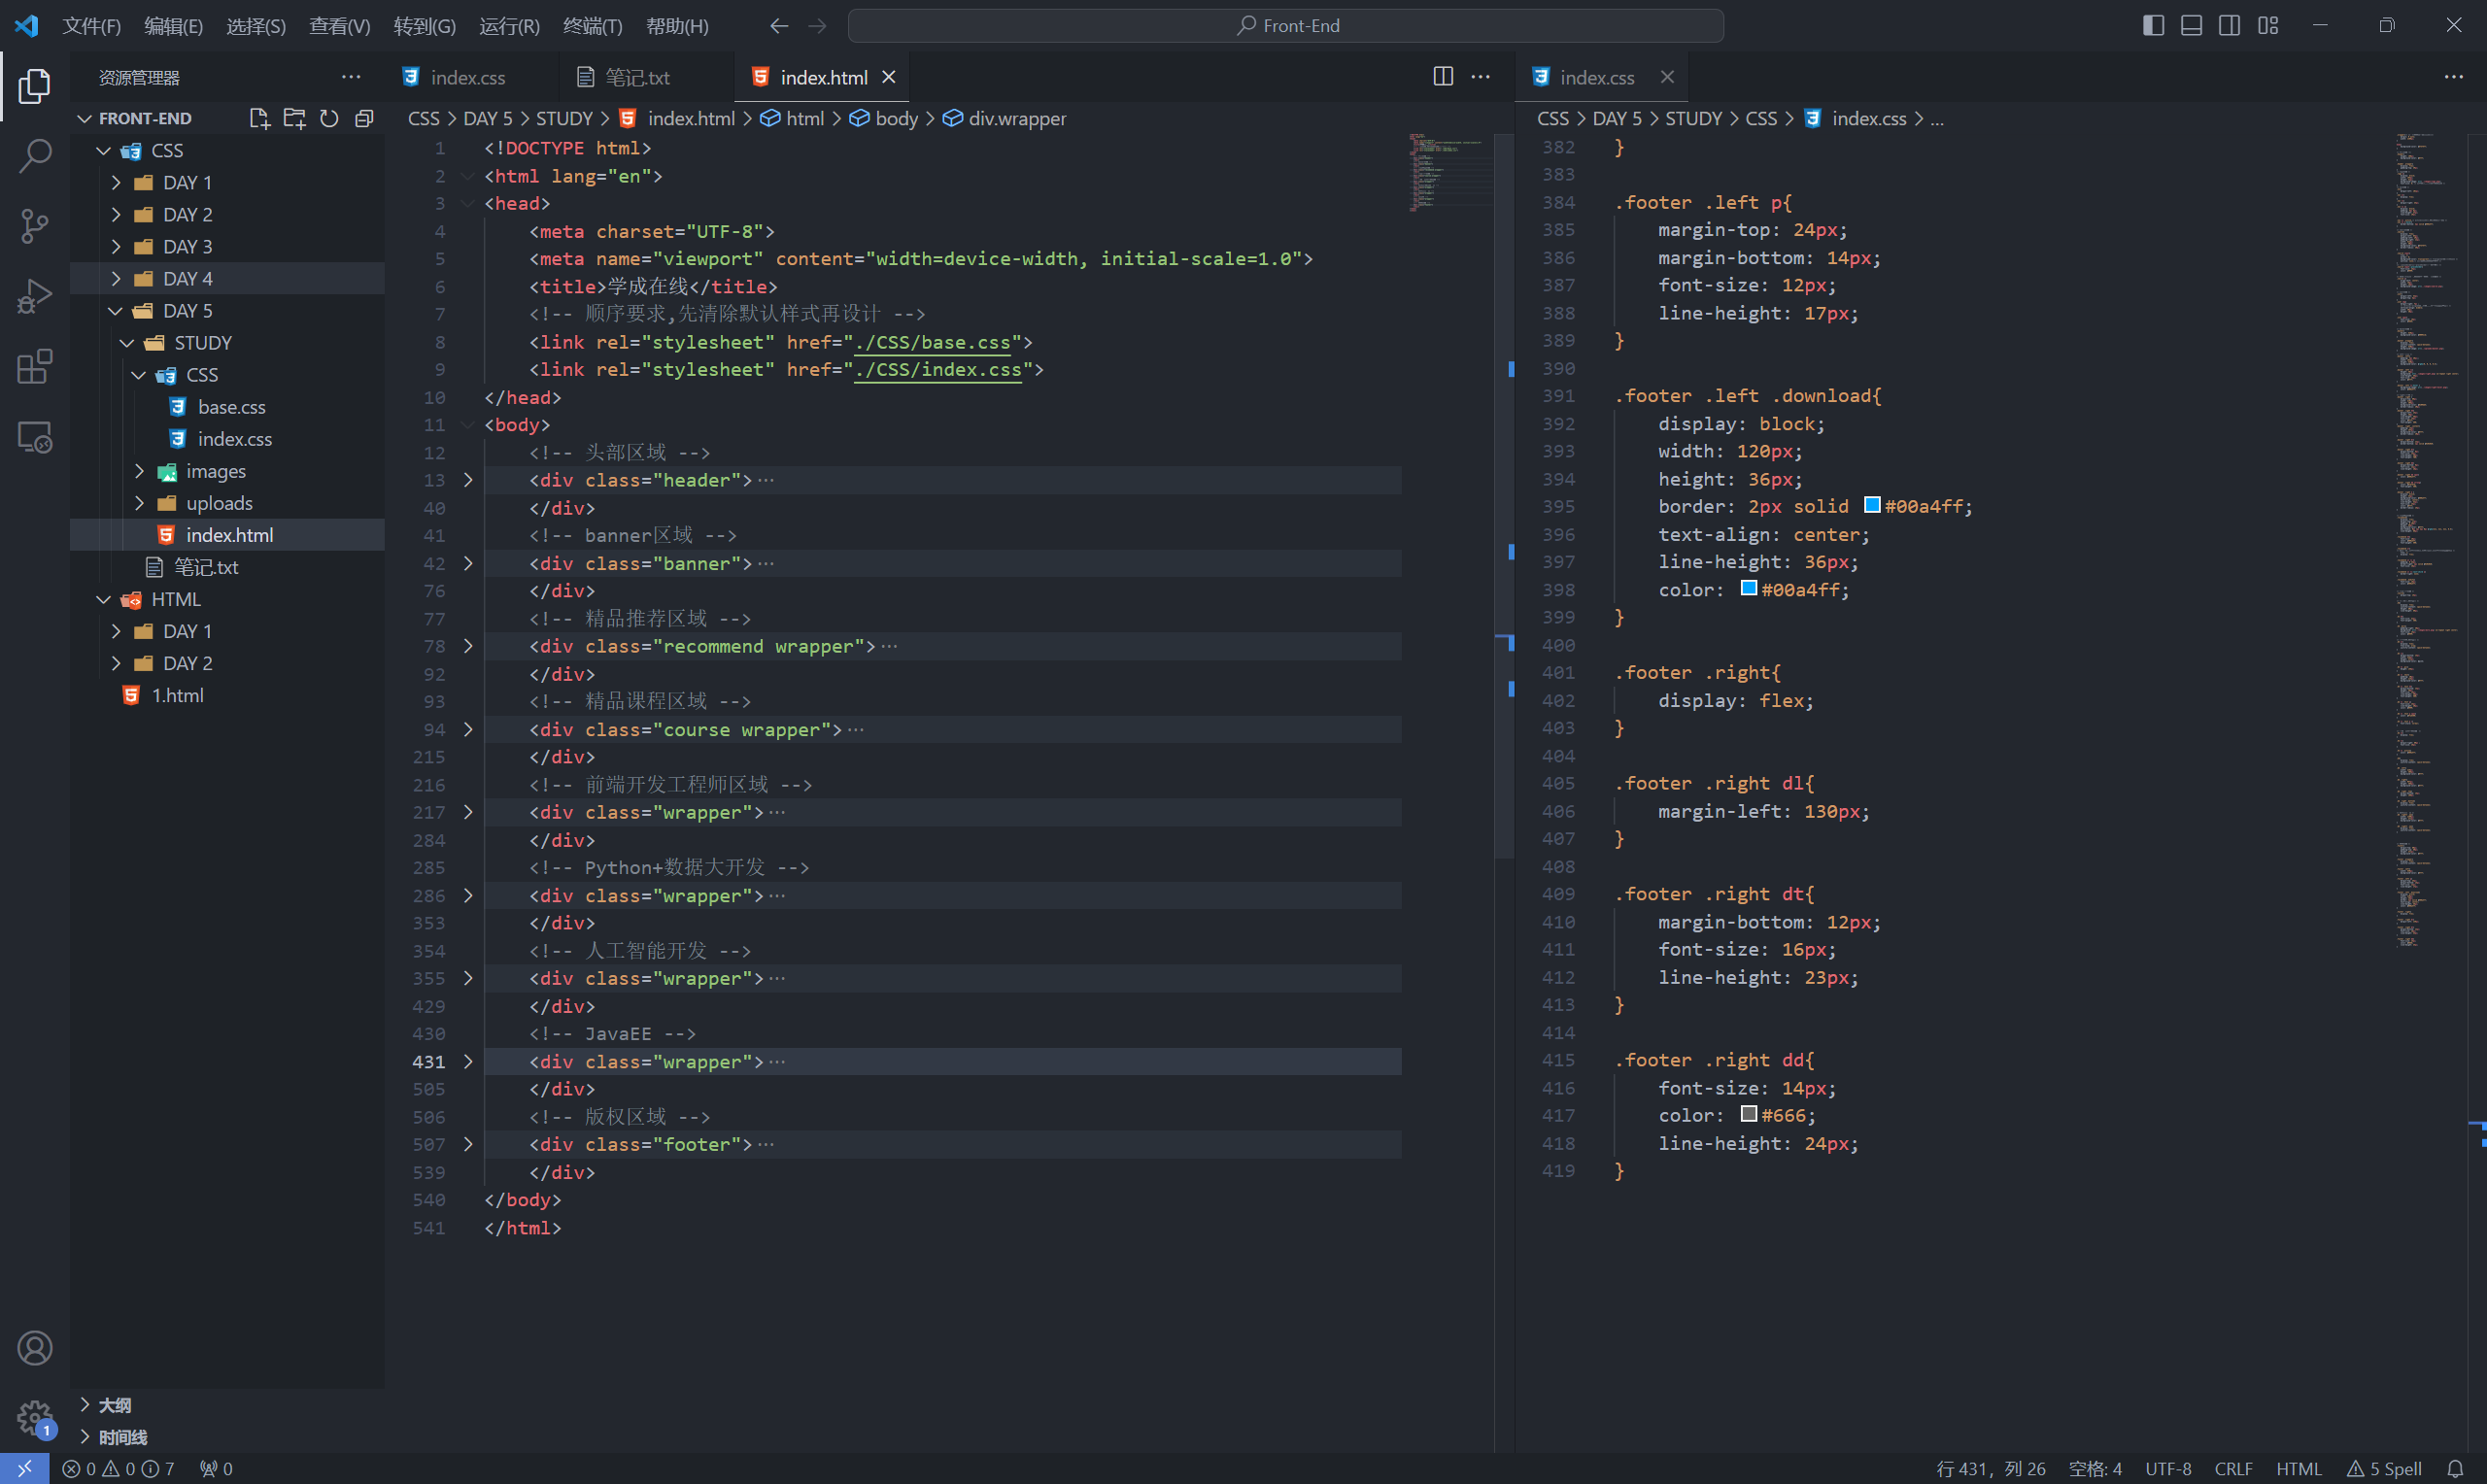 文件(F) 编辑(E) 选择(S) 查看(V) 转到(G) 运行(R) 终端(T) 帮助(H) Front-End
资源管理器
FRONT-END
CSS
DAY 1
DAY 2
DAY 3
DAY 4
DAY 5
STUDY
CSS
base.css
index.css
images
uploads
index.html
笔记.txt
HTML
DAY 1
DAY 2
1.html
大纲
时间线
index.css 笔记.txt index.html
CSS > DAY 5 > STUDY > index.html > html > body > div.wrapper
1 <!DOCTYPE html>
2 <html lang="en">
3 <head>
4 <meta charset="UTF-8">
5 <meta name="viewport" content="width=device-width, initial-scale=1.0">
6 <title>学成在线</title>
7 <!-- 顺序要求,先清除默认样式再设计 -->
8 <link rel="stylesheet" href="./CSS/base.css">
9 <link rel="stylesheet" href="./CSS/index.css">
10 </head>
11 <body>
12 <!-- 头部区域 -->
13 <div class="header">…
40 </div>
41 <!-- banner区域 -->
42 <div class="banner">…
76 </div>
77 <!-- 精品推荐区域 -->
78 <div class="recommend wrapper">…
92 </div>
93 <!-- 精品课程区域 -->
94 <div class="course wrapper">…
215 </div>
216 <!-- 前端开发工程师区域 -->
217 <div class="wrapper">…
284 </div>
285 <!-- Python+数据大开发 -->
286 <div class="wrapper">…
353 </div>
354 <!-- 人工智能开发 -->
355 <div class="wrapper">…
429 </div>
430 <!-- JavaEE -->
431 <div class="wrapper">…
505 </div>
506 <!-- 版权区域 -->
507 <div class="footer">…
539 </div>
540 </body>
541 </html>
index.css
CSS > DAY 5 > STUDY > CSS > index.css > ...
382 }
383
384 .footer .left p{
385 margin-top: 24px;
386 margin-bottom: 14px;
387 font-size: 12px;
388 line-height: 17px;
389 }
390
391 .footer .left .download{
392 display: block;
393 width: 120px;
394 height: 36px;
395 border: 2px solid #00a4ff;
396 text-align: center;
397 line-height: 36px;
398 color: #00a4ff;
399 }
400
401 .footer .right{
402 display: flex;
403 }
404
405 .footer .right dl{
406 margin-left: 130px;
407 }
408
409 .footer .right dt{
410 margin-bottom: 12px;
411 font-size: 16px;
412 line-height: 23px;
413 }
414
415 .footer .right dd{
416 font-size: 14px;
417 color: #666;
418 line-height: 24px;
419 }
1
0 0 7 0 行 431，列 26 空格: 4 UTF-8 CRLF HTML 5 Spell